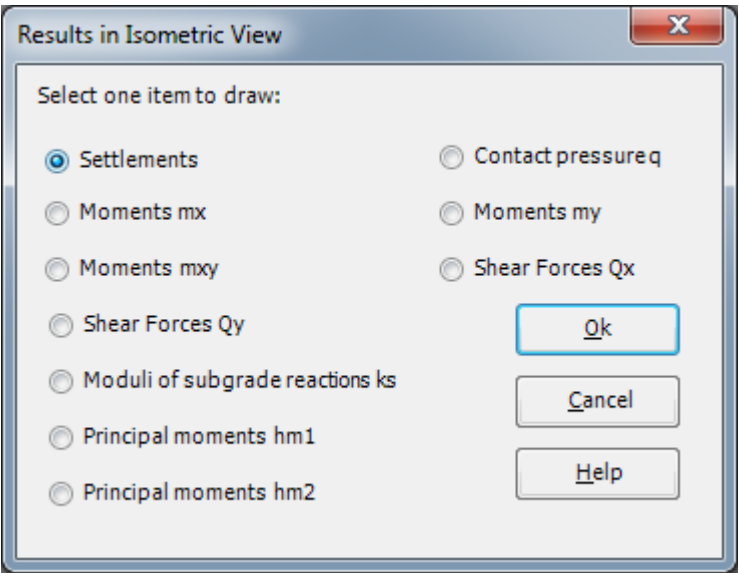 Results in Isometric View
Select one item to draw:
Settlements
Contact pressure q
Moments mx
Moments my
Moments mxy
Shear Forces Qx
Shear Forces Qy
Ok
Moduli of subgrade reactions ks
Cancel
Principal moments hm1
Help
Principal moments hm2